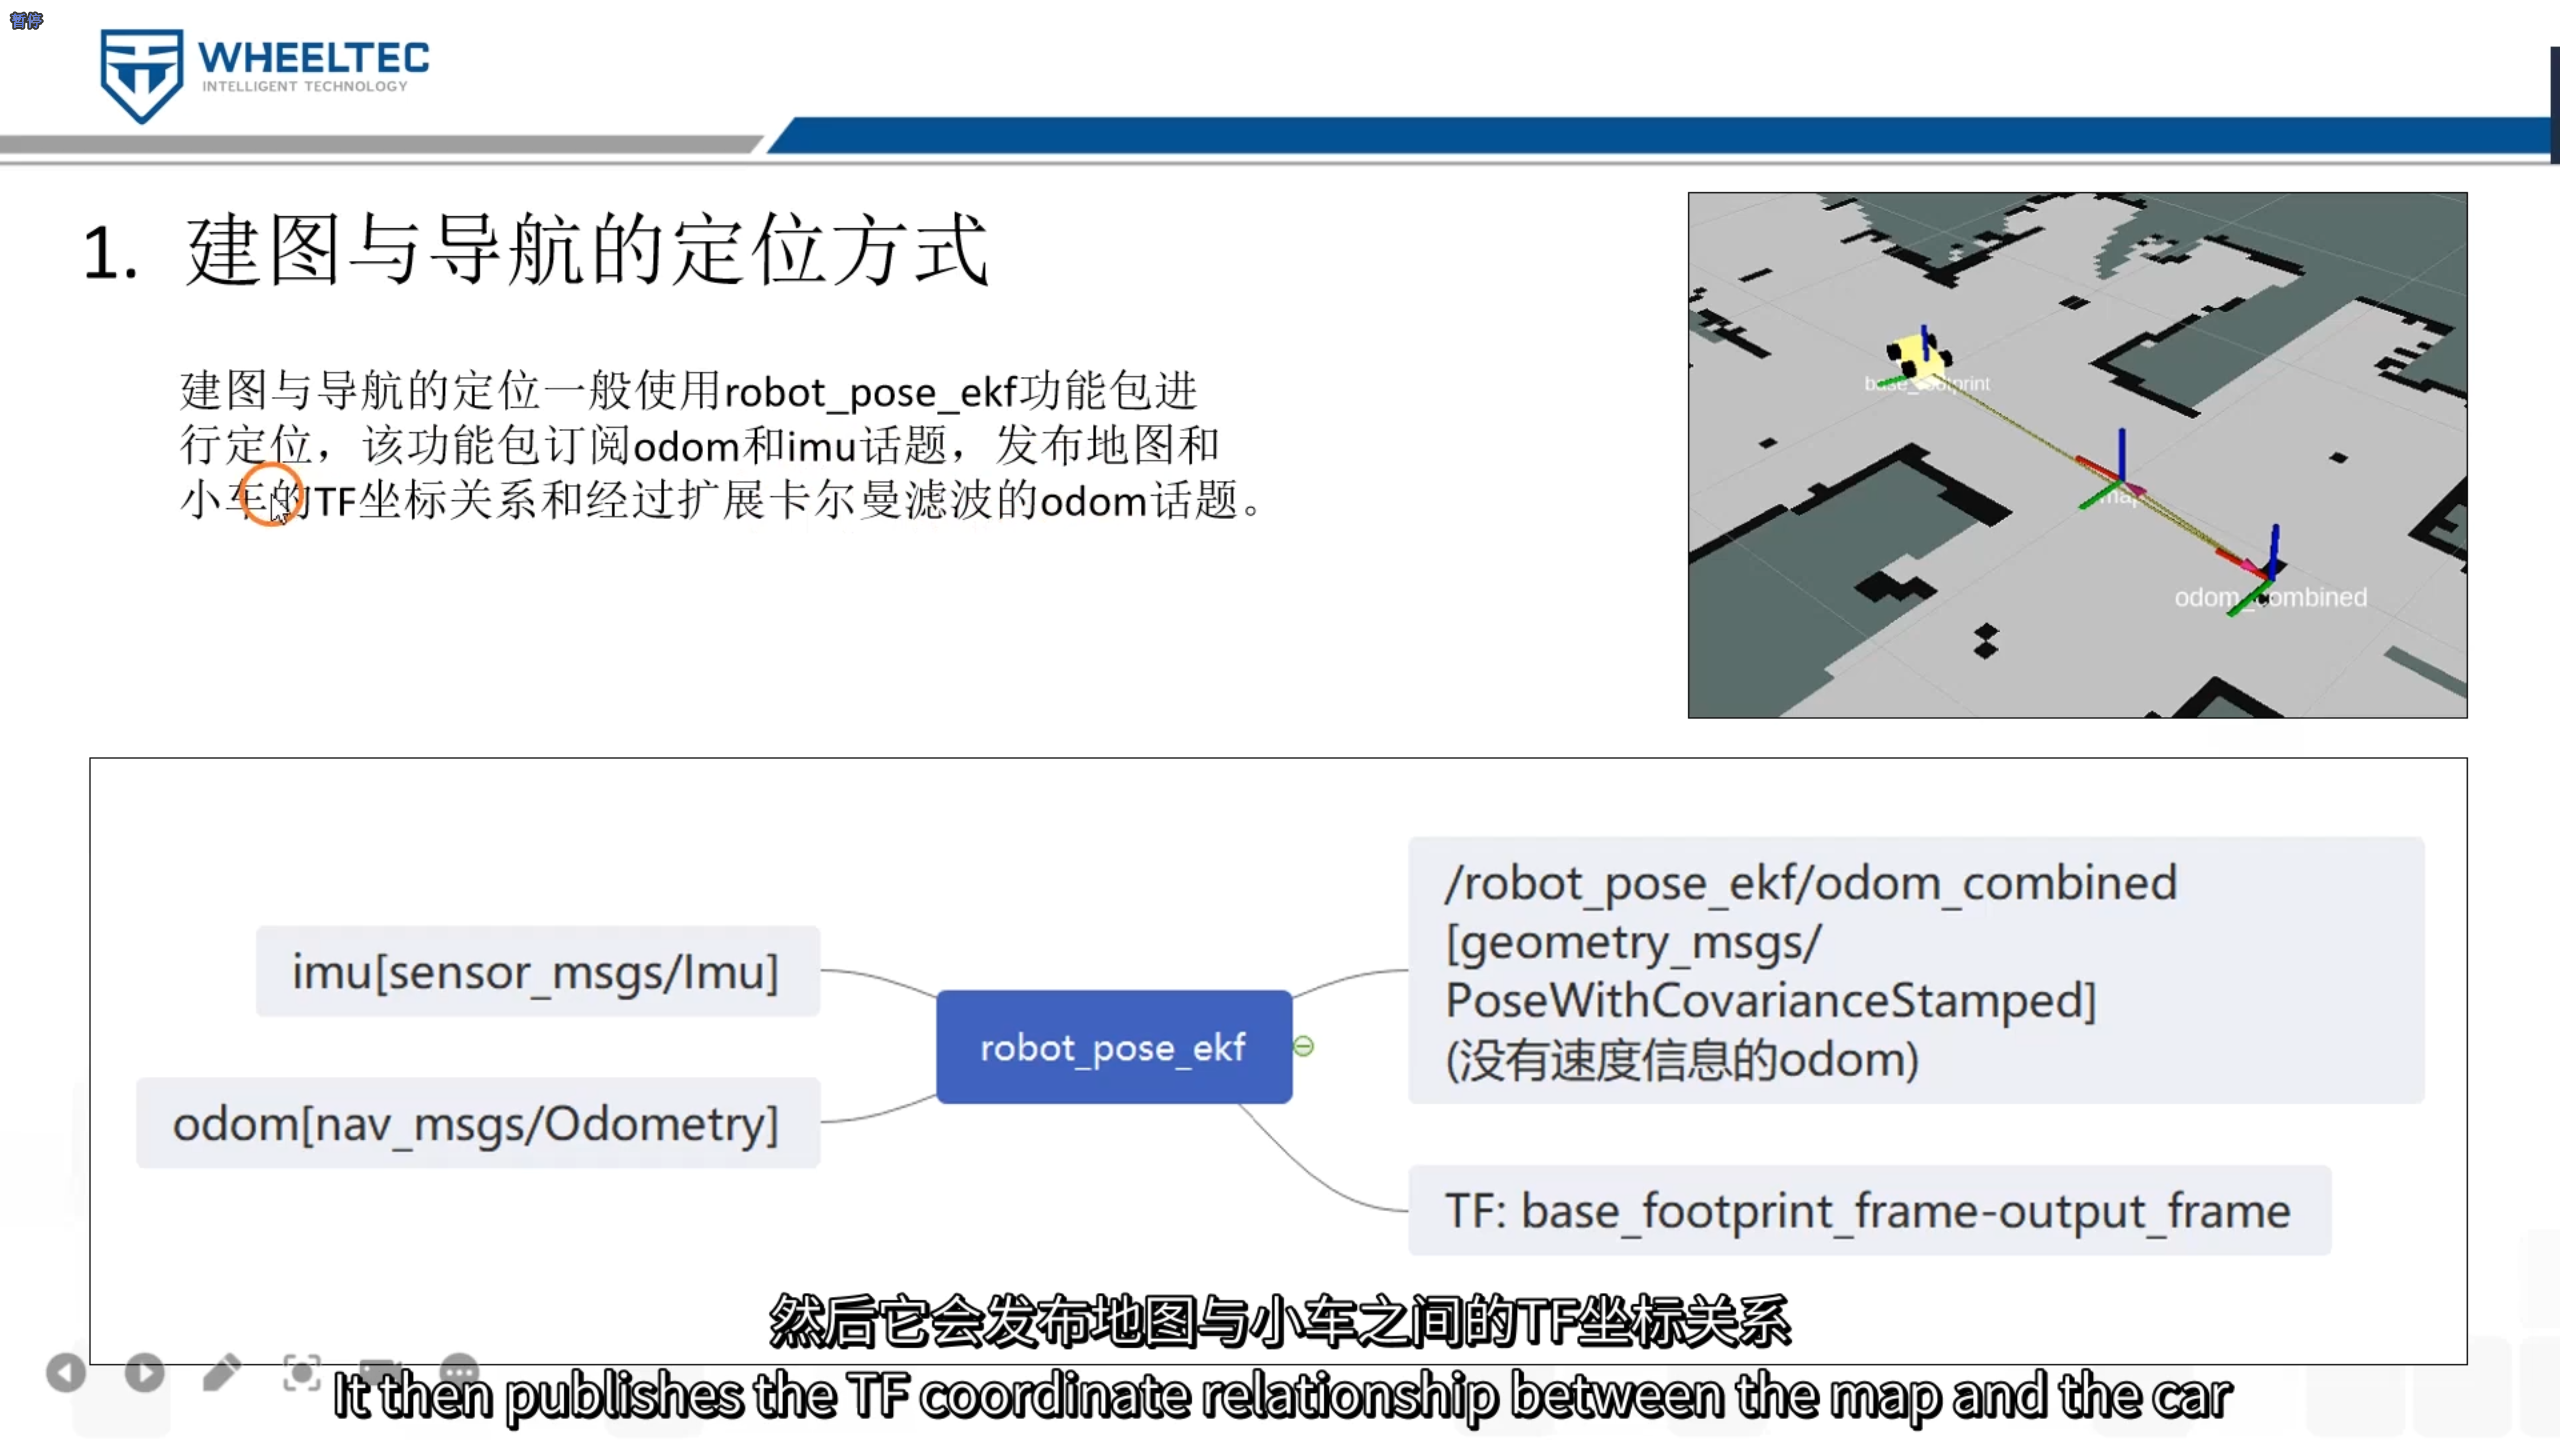 暂停
WHEELTEC
INTELLIGENT TECHNOLOGY
1. 建图与导航的定位方式
建图与导航的定位一般使用robot_pose_ekf功能包进
行定位，该功能包订阅odom和imu话题，发布地图和
小车的TF坐标关系和经过扩展卡尔曼滤波的odom话题。
base_footprint
map
odom_combined
imu[sensor_msgs/Imu]
odom[nav_msgs/Odometry]
robot_pose_ekf
/robot_pose_ekf/odom_combined
[geometry_msgs/
PoseWithCovarianceStamped]
(没有速度信息的odom)
TF: base_footprint_frame-output_frame
然后它会发布地图与小车之间的TF坐标关系
It then publishes the TF coordinate relationship between the map and the car